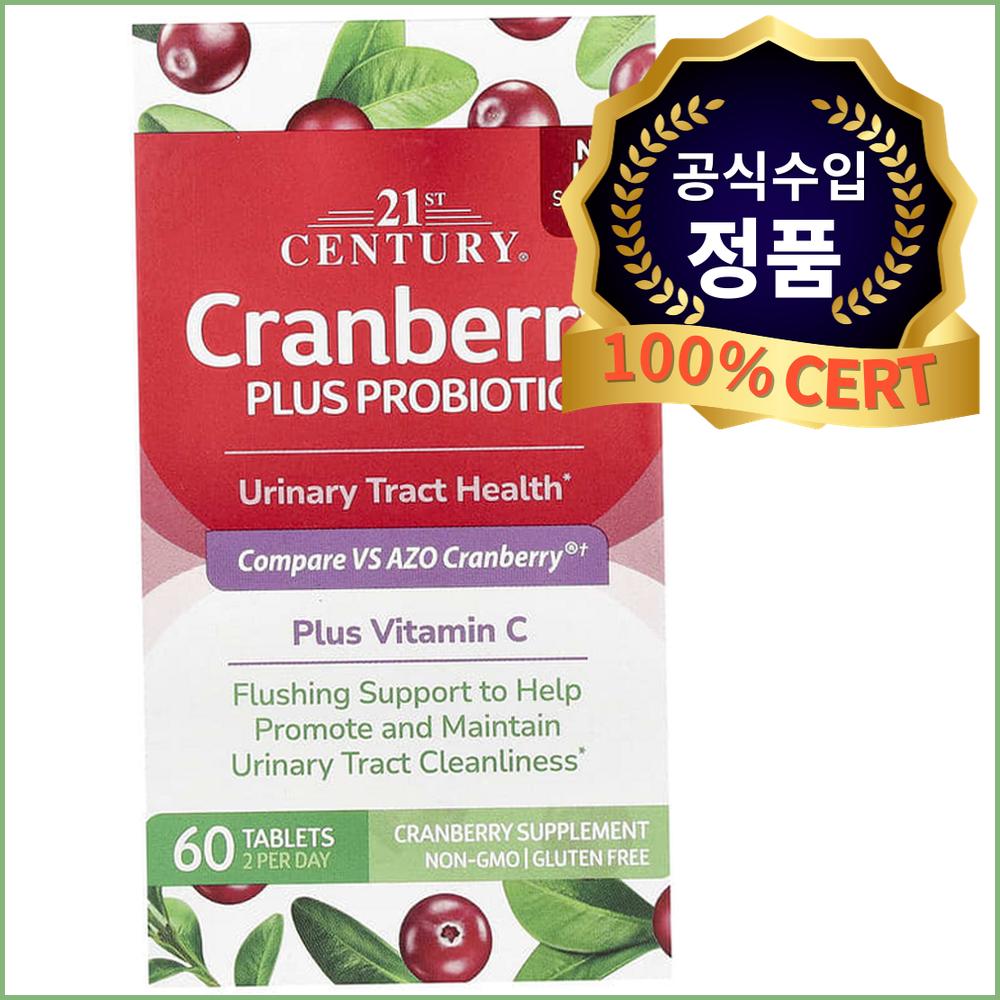 21ST
CENTURY®
Cranberr
PLUS PROBIOTIC
Urinary Tract Health*
Compare VS AZO Cranberry®†
Plus Vitamin C
Flushing Support to Help
Promote and Maintain
Urinary Tract Cleanliness*
60 TABLETS
2 PER DAY
CRANBERRY SUPPLEMENT
NON-GMO | GLUTEN FREE
공식수입
정품
100% CERT